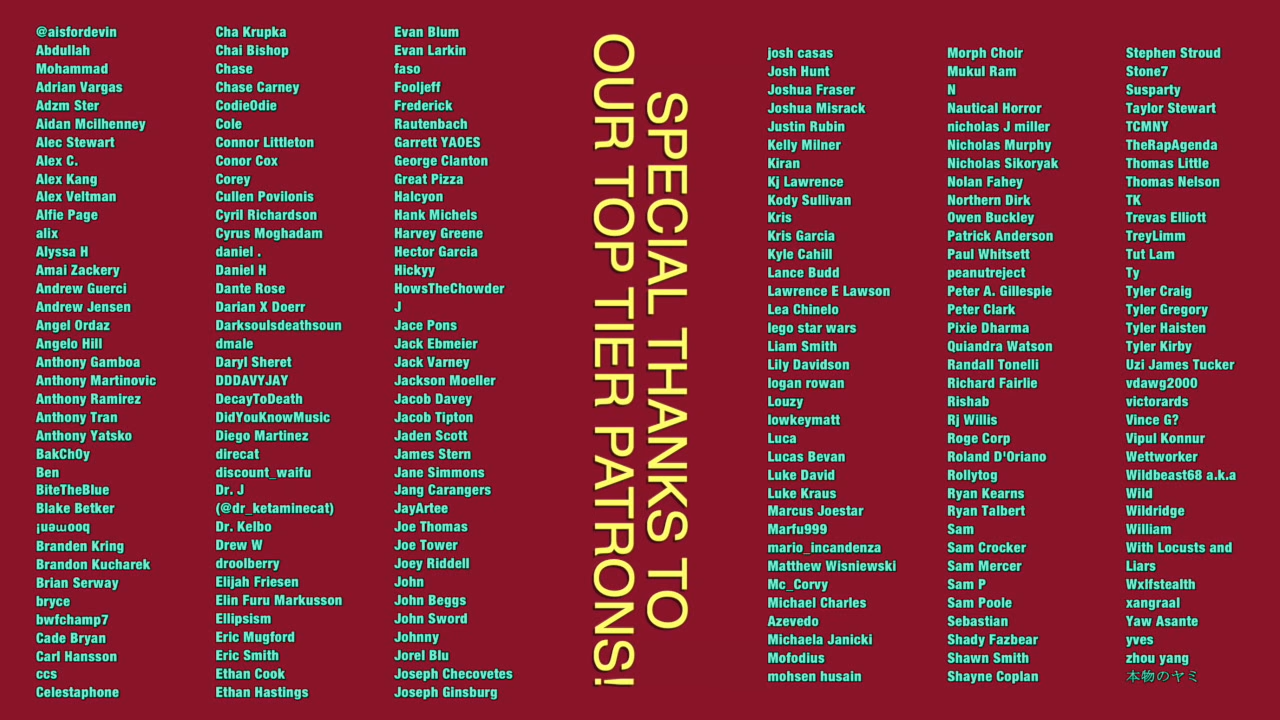 @aisfordevin
Abdullah
Mohammad
Adrian Vargas
Adzm Ster
Aidan Mcilhenney
Alec Stewart
Alex C.
Alex Kang
Alex Veltman
Alfie Page
alix
Alyssa H
Amai Zackery
Andrew Guerci
Andrew Jensen
Angel Ordaz
Angelo Hill
Anthony Gamboa
Anthony Martinovic
Anthony Ramirez
Anthony Tran
Anthony Yatsko
BakCh0y
Ben
BiteTheBlue
Blake Betker
¡uǝɯooq
Branden Kring
Brandon Kucharek
Brian Serway
bryce
bwfchamp7
Cade Bryan
Carl Hansson
ccs
Celestaphone
Cha Krupka
Chai Bishop
Chase
Chase Carney
CodieOdie
Cole
Connor Littleton
Conor Cox
Corey
Cullen Povilonis
Cyril Richardson
Cyrus Moghadam
daniel .
Daniel H
Dante Rose
Darian X Doerr
Darksoulsdeathsoun
dmale
Daryl Sheret
DDDAVYJAY
DecayToDeath
DidYouKnowMusic
Diego Martinez
direcat
discount_waifu
Dr. J
(@dr_ketaminecat)
Dr. Kelbo
Drew W
droolberry
Elijah Friesen
Elin Furu Markusson
Ellipsism
Eric Mugford
Eric Smith
Ethan Cook
Ethan Hastings
Evan Blum
Evan Larkin
faso
Fooljeff
Frederick
Rautenbach
Garrett YAOES
George Clanton
Great Pizza
Halcyon
Hank Michels
Harvey Greene
Hector Garcia
Hickyy
HowsTheChowder
J
Jace Pons
Jack Ebmeier
Jack Varney
Jackson Moeller
Jacob Davey
Jacob Tipton
Jaden Scott
James Stern
Jane Simmons
Jang Carangers
JayArtee
Joe Thomas
Joe Tower
Joey Riddell
John
John Beggs
John Sword
Johnny
Jorel Blu
Joseph Checovetes
Joseph Ginsburg
SPECIAL THANKS TO
OUR TOP TIER PATRONS!
josh casas
Josh Hunt
Joshua Fraser
Joshua Misrack
Justin Rubin
Kelly Milner
Kiran
Kj Lawrence
Kody Sullivan
Kris
Kris Garcia
Kyle Cahill
Lance Budd
Lawrence E Lawson
Lea Chinelo
lego star wars
Liam Smith
Lily Davidson
logan rowan
Louzy
lowkeymatt
Luca
Lucas Bevan
Luke David
Luke Kraus
Marcus Joestar
Marfu999
mario_incandenza
Matthew Wisniewski
Mc_Corvy
Michael Charles
Azevedo
Michaela Janicki
Mofodius
mohsen husain
Morph Choir
Mukul Ram
N
Nautical Horror
nicholas J miller
Nicholas Murphy
Nicholas Sikoryak
Nolan Fahey
Northern Dirk
Owen Buckley
Patrick Anderson
Paul Whitsett
peanutreject
Peter A. Gillespie
Peter Clark
Pixie Dharma
Quiandra Watson
Randall Tonelli
Richard Fairlie
Rishab
Rj Willis
Roge Corp
Roland D'Oriano
Rollytog
Ryan Kearns
Ryan Talbert
Sam
Sam Crocker
Sam Mercer
Sam P
Sam Poole
Sebastian
Shady Fazbear
Shawn Smith
Shayne Coplan
Stephen Stroud
Stone7
Susparty
Taylor Stewart
TCMNY
TheRapAgenda
Thomas Little
Thomas Nelson
TK
Trevas Elliott
TreyLimm
Tut Lam
Ty
Tyler Craig
Tyler Gregory
Tyler Haisten
Tyler Kirby
Uzi James Tucker
vdawg2000
victorards
Vince G?
Vipul Konnur
Wettworker
Wildbeast68 a.k.a
Wild
Wildridge
William
With Locusts and
Liars
Wxlfstealth
xangraal
Yaw Asante
yves
zhou yang
本物のヤミ